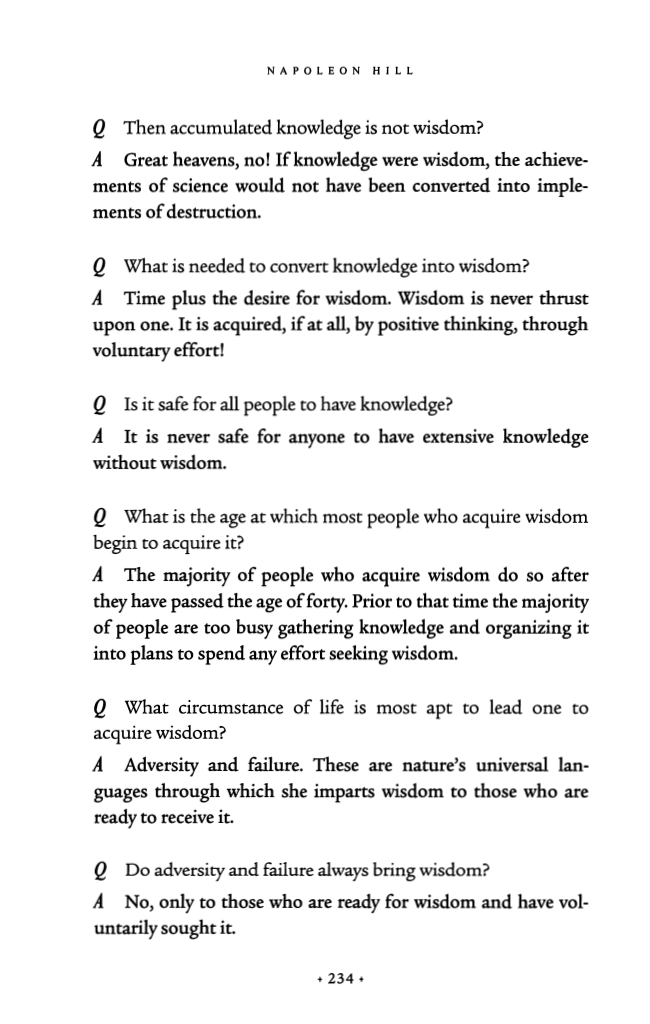 NAPOLEON HILL
Q Then accumulated knowledge is not wisdom?
A Great heavens, no! If knowledge were wisdom, the achieve-
ments of science would not have been converted into imple-
ments of destruction.
Q What is needed to convert knowledge into wisdom?
A Time plus the desire for wisdom. Wisdom is never thrust
upon one. It is acquired, if at all, by positive thinking, through
voluntary effort!
Q Is it safe for all people to have knowledge?
A It is never safe for anyone to have extensive knowledge
without wisdom.
Q What is the age at which most people who acquire wisdom
begin to acquire it?
A The majority of people who acquire wisdom do so after
they have passed the age of forty. Prior to that time the majority
of people are too busy gathering knowledge and organizing it
into plans to spend any effort seeking wisdom.
Q What circumstance of life is most apt to lead one to
acquire wisdom?
A Adversity and failure. These are nature's universal lan-
guages through which she imparts wisdom to those who are
ready to receive it.
Q Do adversity and failure always bring wisdom?
A No, only to those who are ready for wisdom and have vol-
untarily sought it.
• 234 •